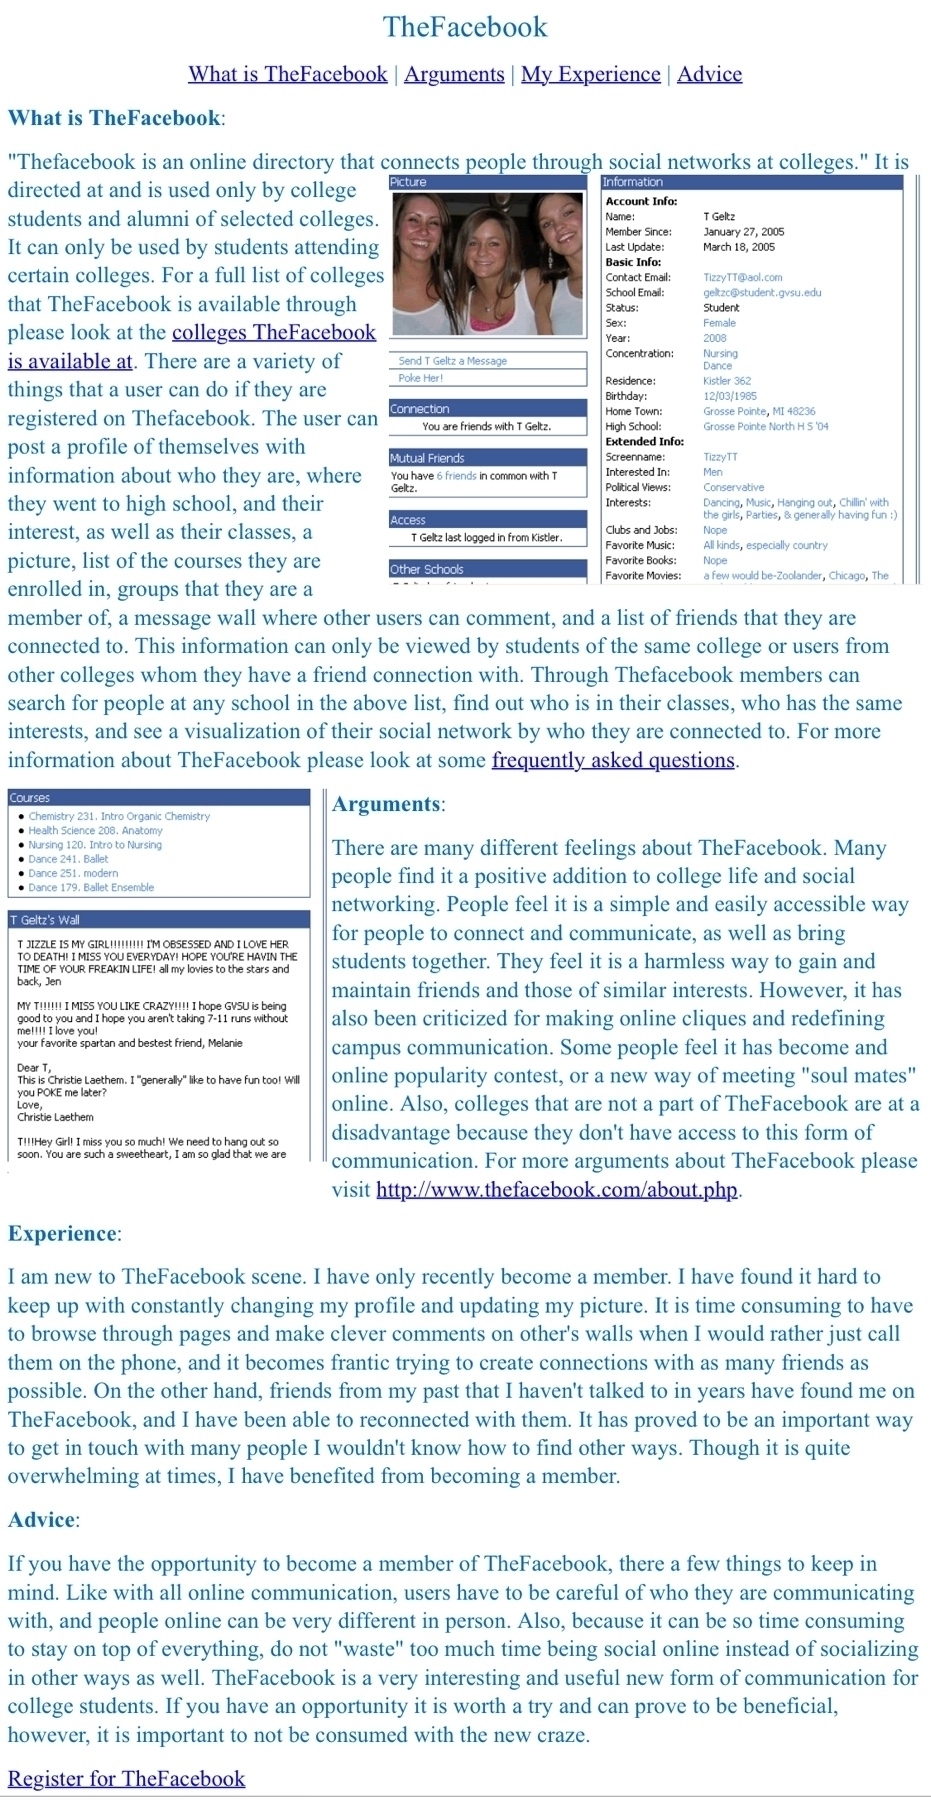 TheFacebook
What is TheFacebook | Arguments | My Experience | Advice
What is TheFacebook:
"Thefacebook is an online directory that connects people through social networks at colleges." It is
directed at and is used only by college
students and alumni of selected colleges.
It can only be used by students attending
certain colleges. For a full list of colleges
that TheFacebook is available through
please look at the colleges TheFacebook
is available at. There are a variety of
things that a user can do if they are
registered on Thefacebook. The user can
post a profile of themselves with
information about who they are, where
they went to high school, and their
interest, as well as their classes, a
picture, list of the courses they are
enrolled in, groups that they are a
member of, a message wall where other users can comment, and a list of friends that they are
connected to. This information can only be viewed by students of the same college or users from
other colleges whom they have a friend connection with. Through Thefacebook members can
search for people at any school in the above list, find out who is in their classes, who has the same
interests, and see a visualization of their social network by who they are connected to. For more
information about TheFacebook please look at some frequently asked questions.
Picture
Send T Geltz a Message
Poke Her!
Connection
You are friends with T Geltz.
Mutual Friends
You have 6 friends in common with T
Geltz.
Access
T Geltz last logged in from Kistler.
Other Schools
Information
Account Info:
Name: T Geltz
Member Since: January 27, 2005
Last Update: March 18, 2005
Basic Info:
Contact Email: TizzyTT@aol.com
School Email: geltzc@student.gvsu.edu
Status: Student
Sex: Female
Year: 2008
Concentration: Nursing
Dance
Residence: Kistler 362
Birthday: 12/03/1985
Home Town: Grosse Pointe, MI 48236
High School: Grosse Pointe North H S '04
Extended Info:
Screenname: TizzyTT
Interested In: Men
Political Views: Conservative
Interests: Dancing, Music, Hanging out, Chillin' with
the girls, Parties, & generally having fun :)
Clubs and Jobs: Nope
Favorite Music: All kinds, especially country
Favorite Books: Nope
Favorite Movies: a few would be-Zoolander, Chicago, The
Courses
Chemistry 231. Intro Organic Chemistry
Health Science 208. Anatomy
Nursing 120. Intro to Nursing
Dance 241. Ballet
Dance 251. modern
Dance 179. Ballet Ensemble
T Geltz's Wall
T JIZZLE IS MY GIRL!!!!!!!!! I'M OBSESSED AND I LOVE HER
TO DEATH! I MISS YOU EVERYDAY! HOPE YOU'RE HAVIN THE
TIME OF YOUR FREAKIN LIFE! all my lovies to the stars and
back, Jen
MY T!!!!!! I MISS YOU LIKE CRAZY!!!! I hope GVSU is being
good to you and I hope you aren't taking 7-11 runs without
me!!!! I love you!
your favorite spartan and bestest friend, Melanie
Dear T,
This is Christie Laethem. I "generally" like to have fun too! Will
you POKE me later?
Love,
Christie Laethem
T!!!Hey Girl! I miss you so much! We need to hang out so
soon. You are such a sweetheart, I am so glad that we are
Arguments:
There are many different feelings about TheFacebook. Many
people find it a positive addition to college life and social
networking. People feel it is a simple and easily accessible way
for people to connect and communicate, as well as bring
students together. They feel it is a harmless way to gain and
maintain friends and those of similar interests. However, it has
also been criticized for making online cliques and redefining
campus communication. Some people feel it has become and
online popularity contest, or a new way of meeting "soul mates"
online. Also, colleges that are not a part of TheFacebook are at a
disadvantage because they don't have access to this form of
communication. For more arguments about TheFacebook please
visit http://www.thefacebook.com/about.php.
Experience:
I am new to TheFacebook scene. I have only recently become a member. I have found it hard to
keep up with constantly changing my profile and updating my picture. It is time consuming to have
to browse through pages and make clever comments on other's walls when I would rather just call
them on the phone, and it becomes frantic trying to create connections with as many friends as
possible. On the other hand, friends from my past that I haven't talked to in years have found me on
TheFacebook, and I have been able to reconnected with them. It has proved to be an important way
to get in touch with many people I wouldn't know how to find other ways. Though it is quite
overwhelming at times, I have benefited from becoming a member.
Advice:
If you have the opportunity to become a member of TheFacebook, there a few things to keep in
mind. Like with all online communication, users have to be careful of who they are communicating
with, and people online can be very different in person. Also, because it can be so time consuming
to stay on top of everything, do not "waste" too much time being social online instead of socializing
in other ways as well. TheFacebook is a very interesting and useful new form of communication for
college students. If you have an opportunity it is worth a try and can prove to be beneficial,
however, it is important to not be consumed with the new craze.
Register for TheFacebook